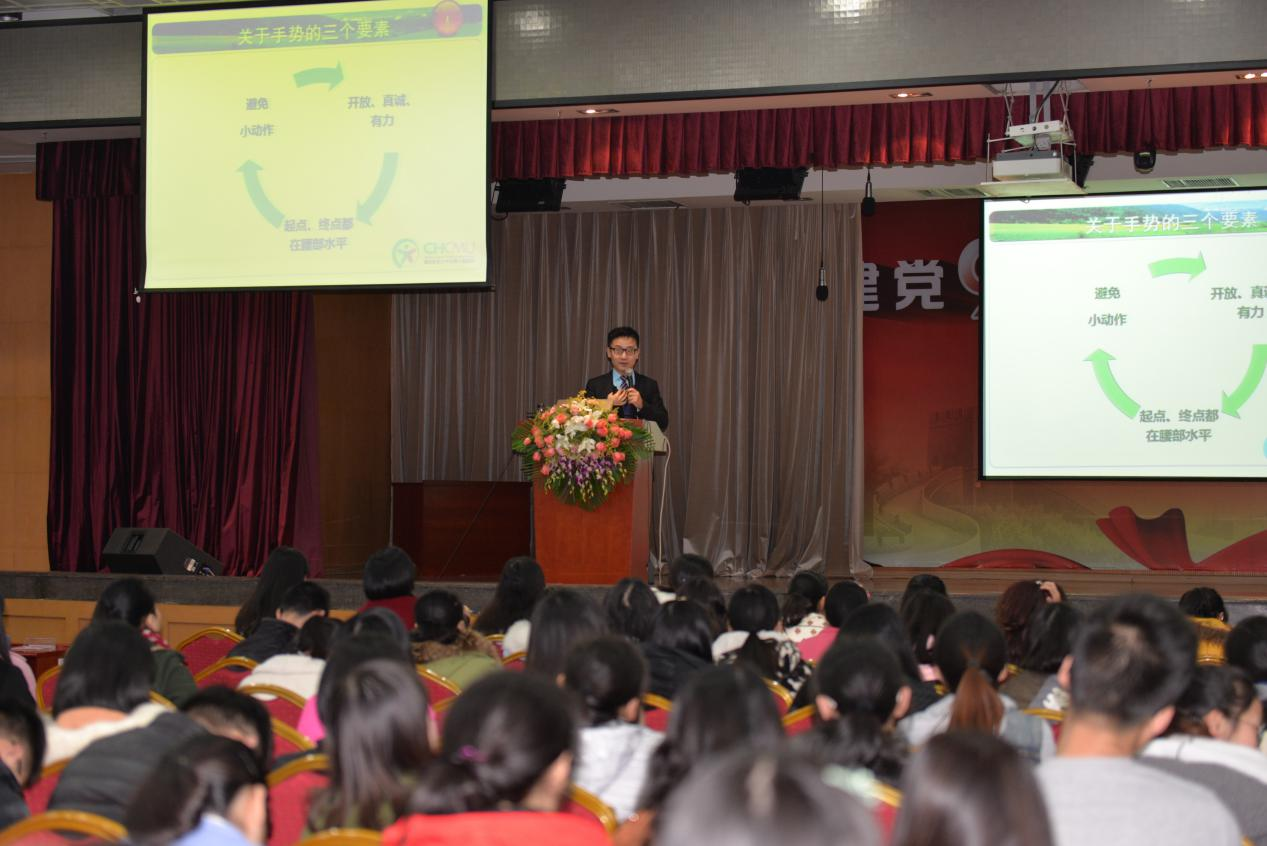 关于手势的三个要素
避免
小动作
开放、真诚、
有力
起点、终点都
在腰部水平
CHCMU
建党9
关于手势的三个要素
避免
小动作
开放、真诚
有力
起点、终点都
在腰部水平